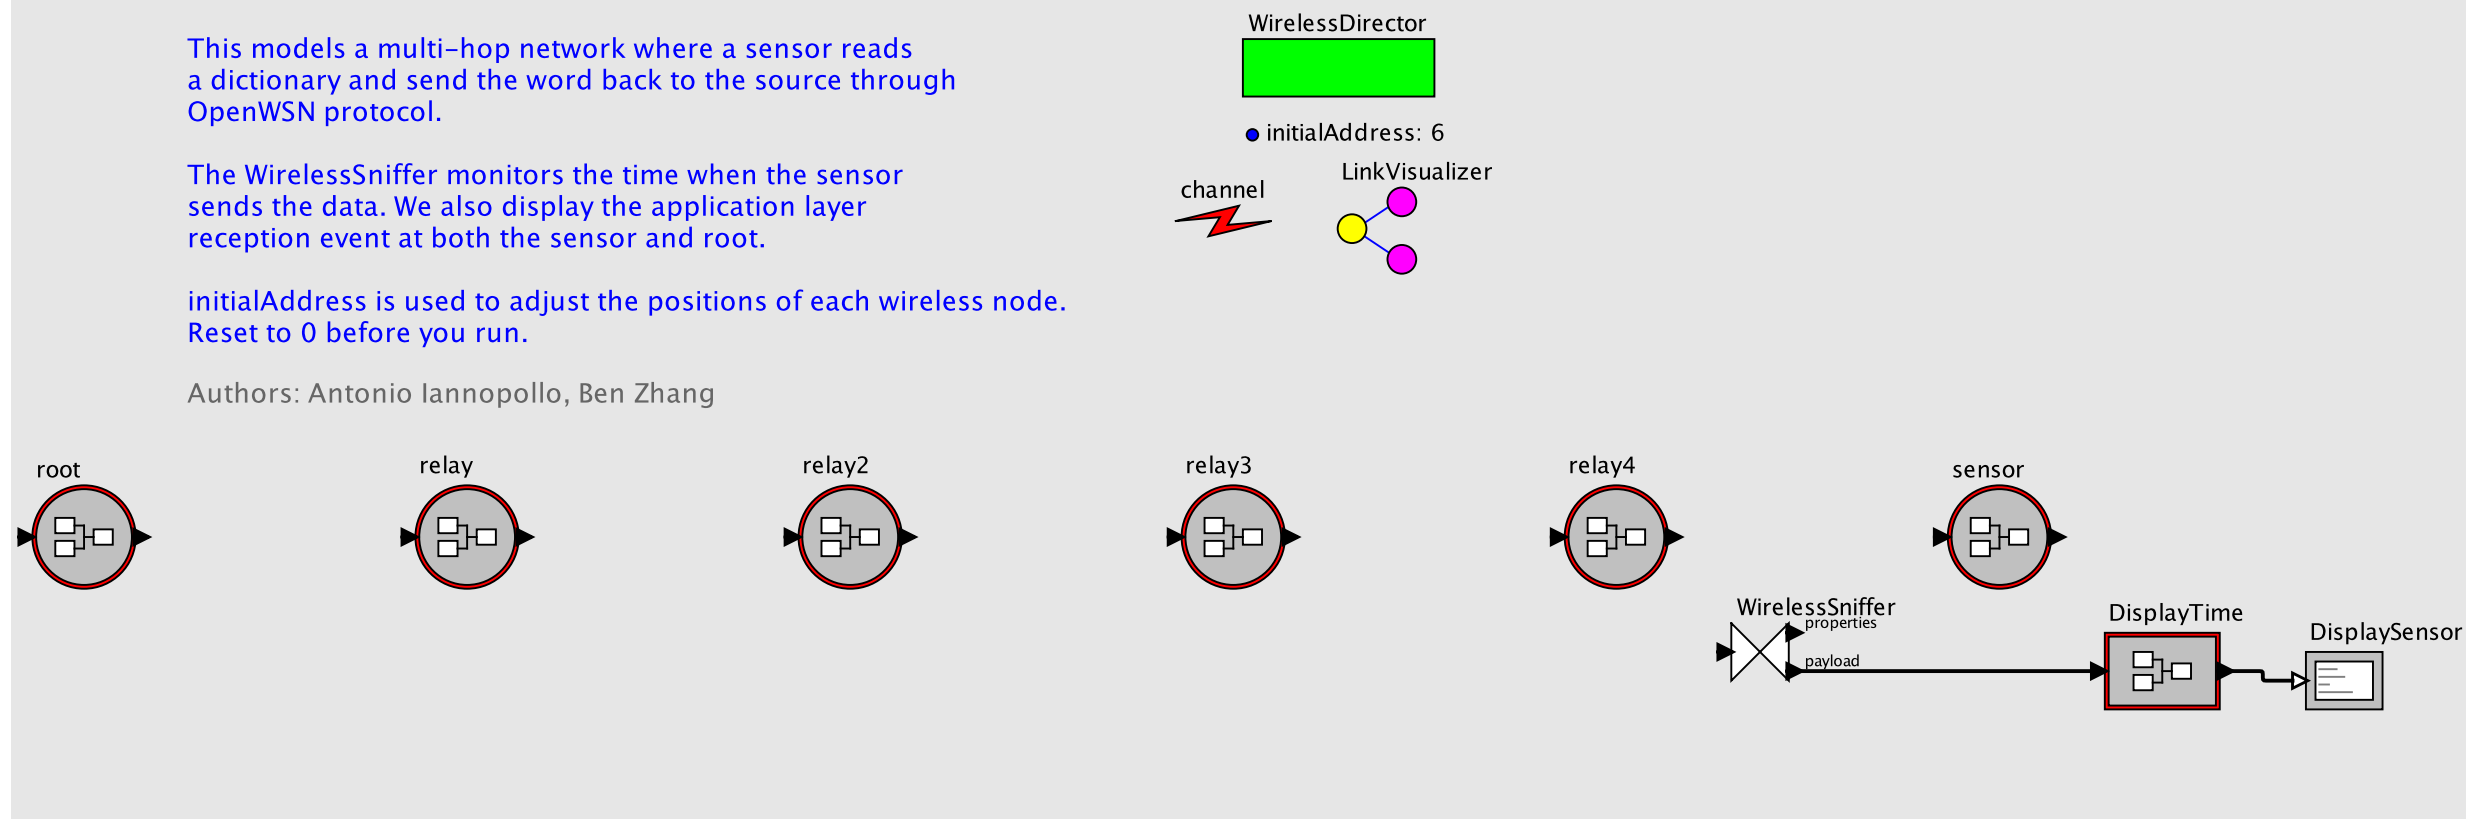 WirelessDirector
This models a multi-hop network where a sensor reads
a dictionary and send the word back to the source through
OpenWSN protocol.
initialAddress: 6
The WirelessSniffer monitors the time when the sensor
sends the data. We also display the application layer
reception event at both the sensor and root.
LinkVisualizer
channel
initialAddress is used to adjust the positions of each wireless node.
Reset to 0 before you run.
Authors: Antonio Iannopollo, Ben Zhang
root
relay
relay2
relay3
relay4
sensor
WirelessSniffer
properties
payload
DisplayTime
DisplaySensor